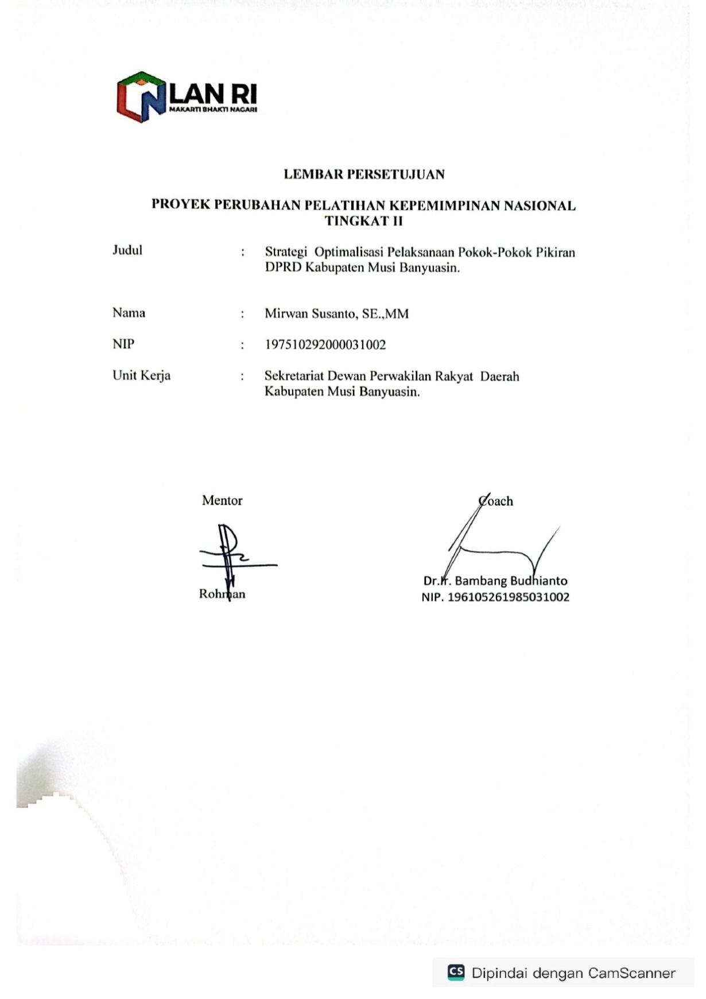 LAN RI
MAKARTI BHAKTI NAGARI
LEMBAR PERSETUJUAN
PROYEK PERUBAHAN PELATIHAN KEPEMIMPINAN NASIONAL
TINGKAT II
Judul : Strategi Optimalisasi Pelaksanaan Pokok-Pokok Pikiran
DPRD Kabupaten Musi Banyuasin.
Nama : Mirwan Susanto, SE.,MM
NIP : 197510292000031002
Unit Kerja : Sekretariat Dewan Perwakilan Rakyat Daerah
Kabupaten Musi Banyuasin.
Mentor Coach
Dr.Ir. Bambang Budhianto
Rohman
NIP. 196105261985031002
CS Dipindai dengan CamScanner